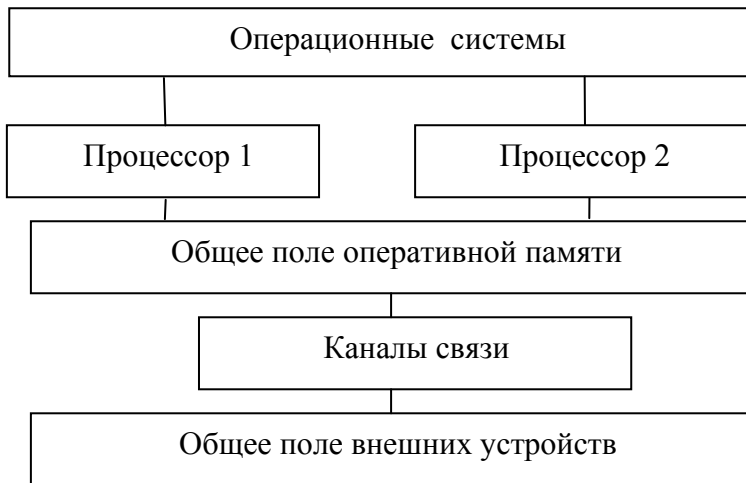 Операционные системы
Процессор 1
Процессор 2
Общее поле оперативной памяти
Каналы связи
Общее поле внешних устройств